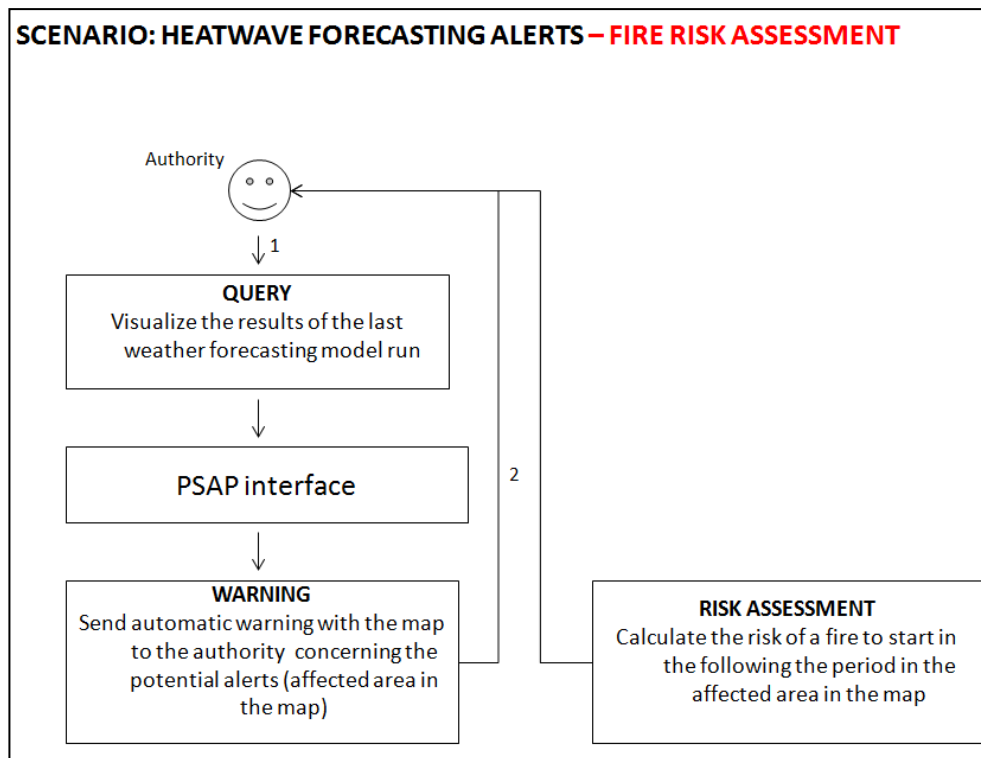 SCENARIO: HEATWAVE FORECASTING ALERTS – FIRE RISK ASSESSMENT
Authority
1
QUERY
Visualize the results of the last
weather forecasting model run
PSAP interface
2
WARNING
Send automatic warning with the map
to the authority concerning the
potential alerts (affected area in
the map)
RISK ASSESSMENT
Calculate the risk of a fire to start in
the following the period in the
affected area in the map